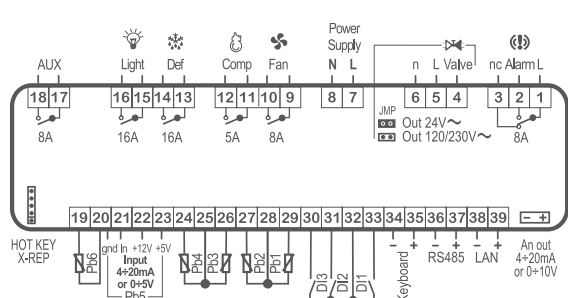 Power
Supply
AUX Light Def Comp Fan N L n L Valve nc Alarm L
18 17 16 15 14 13 12 11 10 9 8 7 6 5 4 3 2 1
8A 16A 16A 5A 8A 8A
JMP
Out 24V~
Out 120/230V~
19 20 21 22 23 24 25 26 27 28 29 30 31 32 33 34 35 36 37 38 39 - +
HOT KEY
X-REP
Pb6
gnd In +12V +5V
Input
4÷20mA
or 0÷5V
Pb5
Pb4 Pb3 Pb2 Pb1
DI3 DI2 DI1
- + - + - +
Keyboard
RS485 LAN
An out
4÷20mA
or 0÷10V